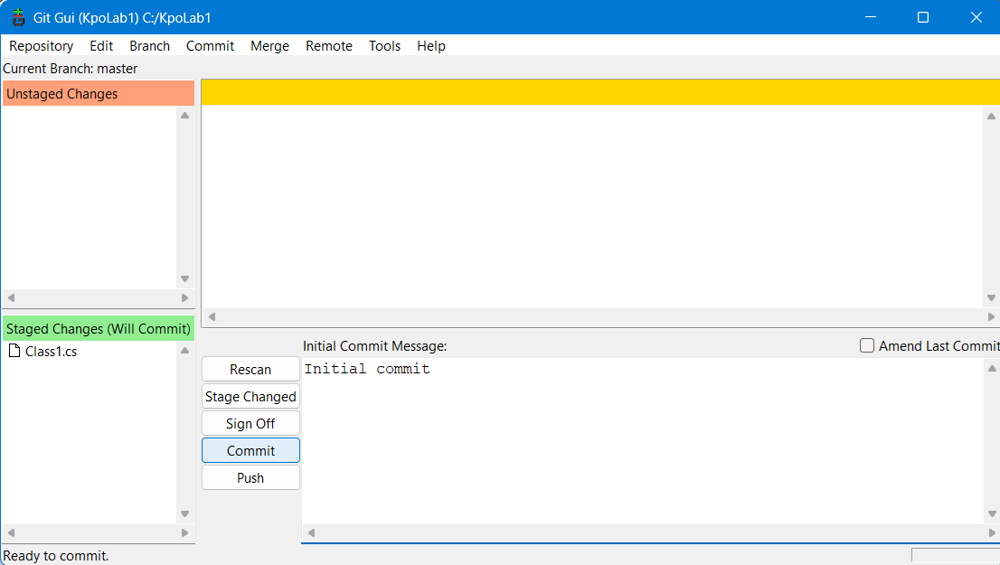 Git Gui (KpoLab1) C:/KpoLab1
Repository Edit Branch Commit Merge Remote Tools Help
Current Branch: master
Unstaged Changes
Staged Changes (Will Commit)
Class1.cs
Initial Commit Message:
Amend Last Commit
Rescan
Stage Changed
Sign Off
Commit
Push
Initial commit
Ready to commit.